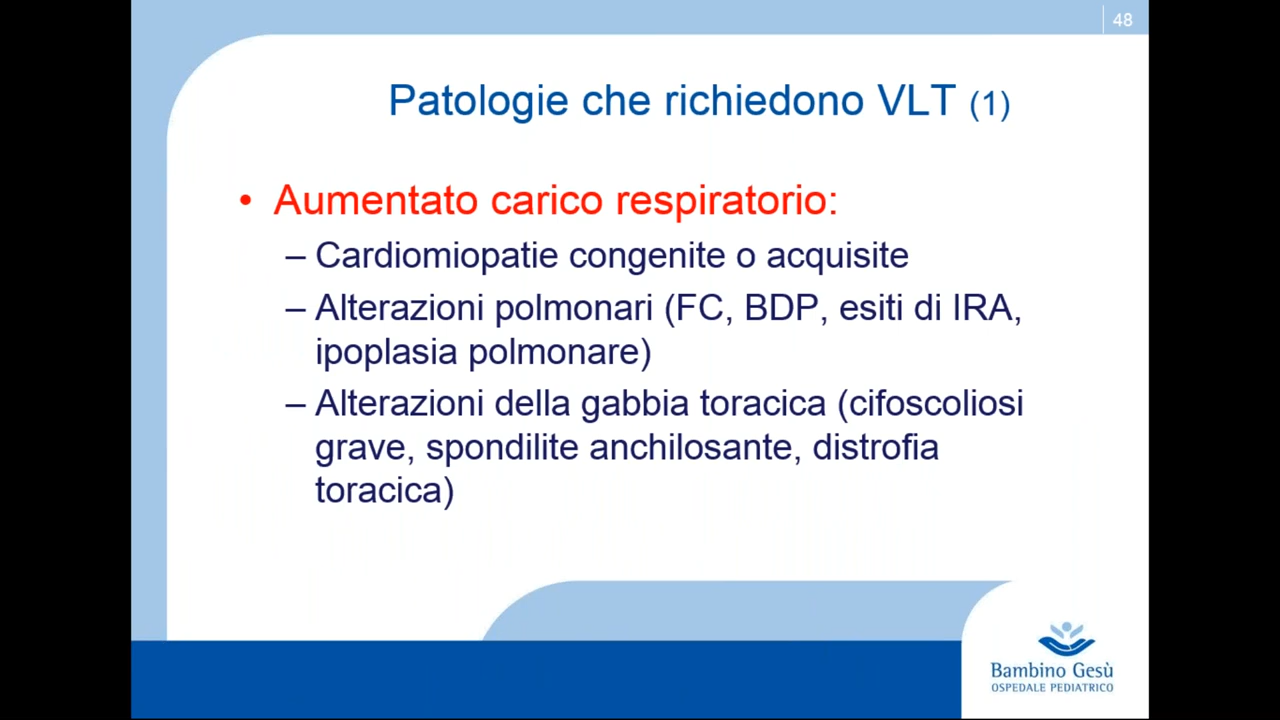 48
Patologie che richiedono VLT (1)
• Aumentato carico respiratorio:
– Cardiomiopatie congenite o acquisite
– Alterazioni polmonari (FC, BDP, esiti di IRA,
ipoplasia polmonare)
– Alterazioni della gabbia toracica (cifoscoliosi
grave, spondilite anchilosante, distrofia
toracica)
Bambino Gesù
OSPEDALE PEDIATRICO